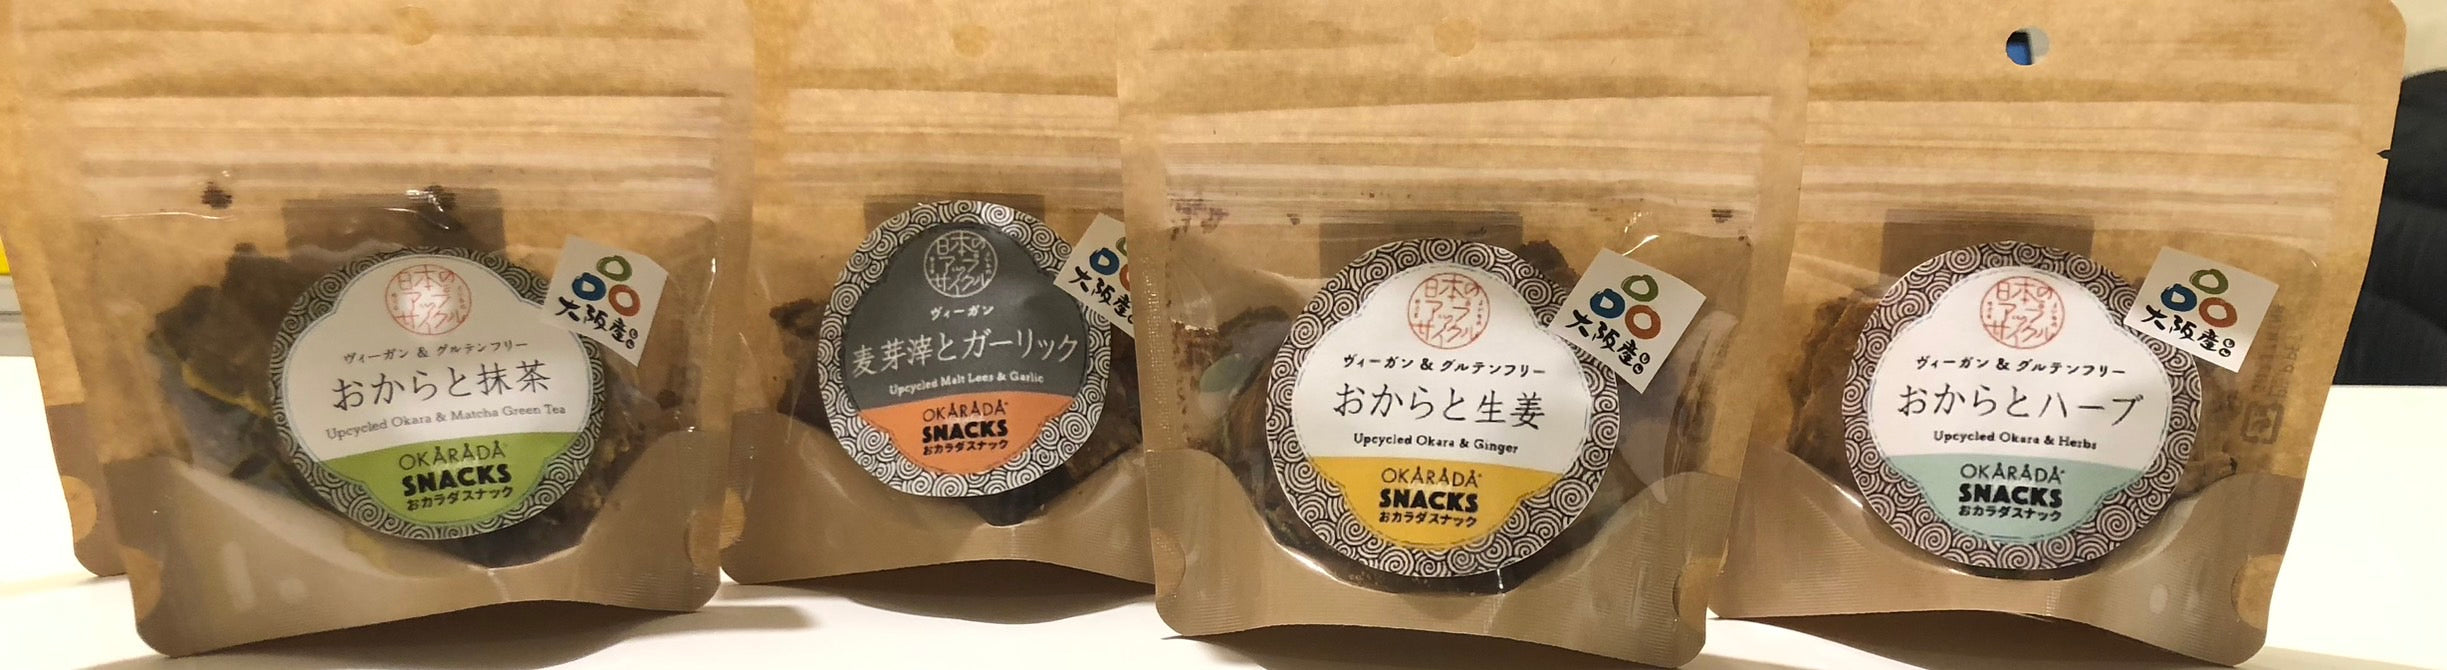 日本の
アップ
サイクル
ヴィーガン & グルテンフリー
おからと抹茶
Upcycled Okara & Matcha Green Tea
OKARADA
SNACKS
おカラダスナック
大阪産
日本の
アップ
サイクル
ヴィーガン
麦芽滓とガーリック
Upcycled Malt Lees & Garlic
OKARADA
SNACKS
おカラダスナック
大阪産
日本の
アップ
サイクル
ヴィーガン & グルテンフリー
おからと生姜
Upcycled Okara & Ginger
OKARADA
SNACKS
おカラダスナック
大阪産
日本の
アップ
サイクル
ヴィーガン & グルテンフリー
おからとハーブ
Upcycled Okara & Herbs
OKARADA
SNACKS
おカラダスナック
大阪産